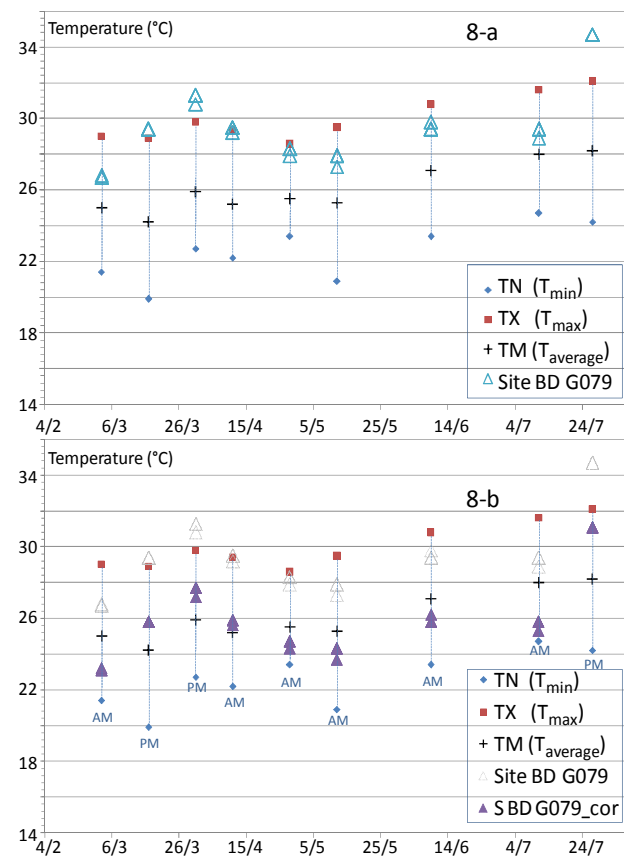 Temperature (°C)
8-a
36
34
30
26
22
18
14
TN (Tmin)
TX (Tmax)
TM (Taverage)
Site BD G079
4/2 6/3 26/3 15/4 5/5 25/5 14/6 4/7 24/7
Temperature (°C)
8-b
34
30
26
22
18
14
AM PM PM AM AM AM AM AM PM
TN (Tmin)
TX (Tmax)
TM (Taverage)
Site BD G079
S BD G079_cor
4/2 6/3 26/3 15/4 5/5 25/5 14/6 4/7 24/7